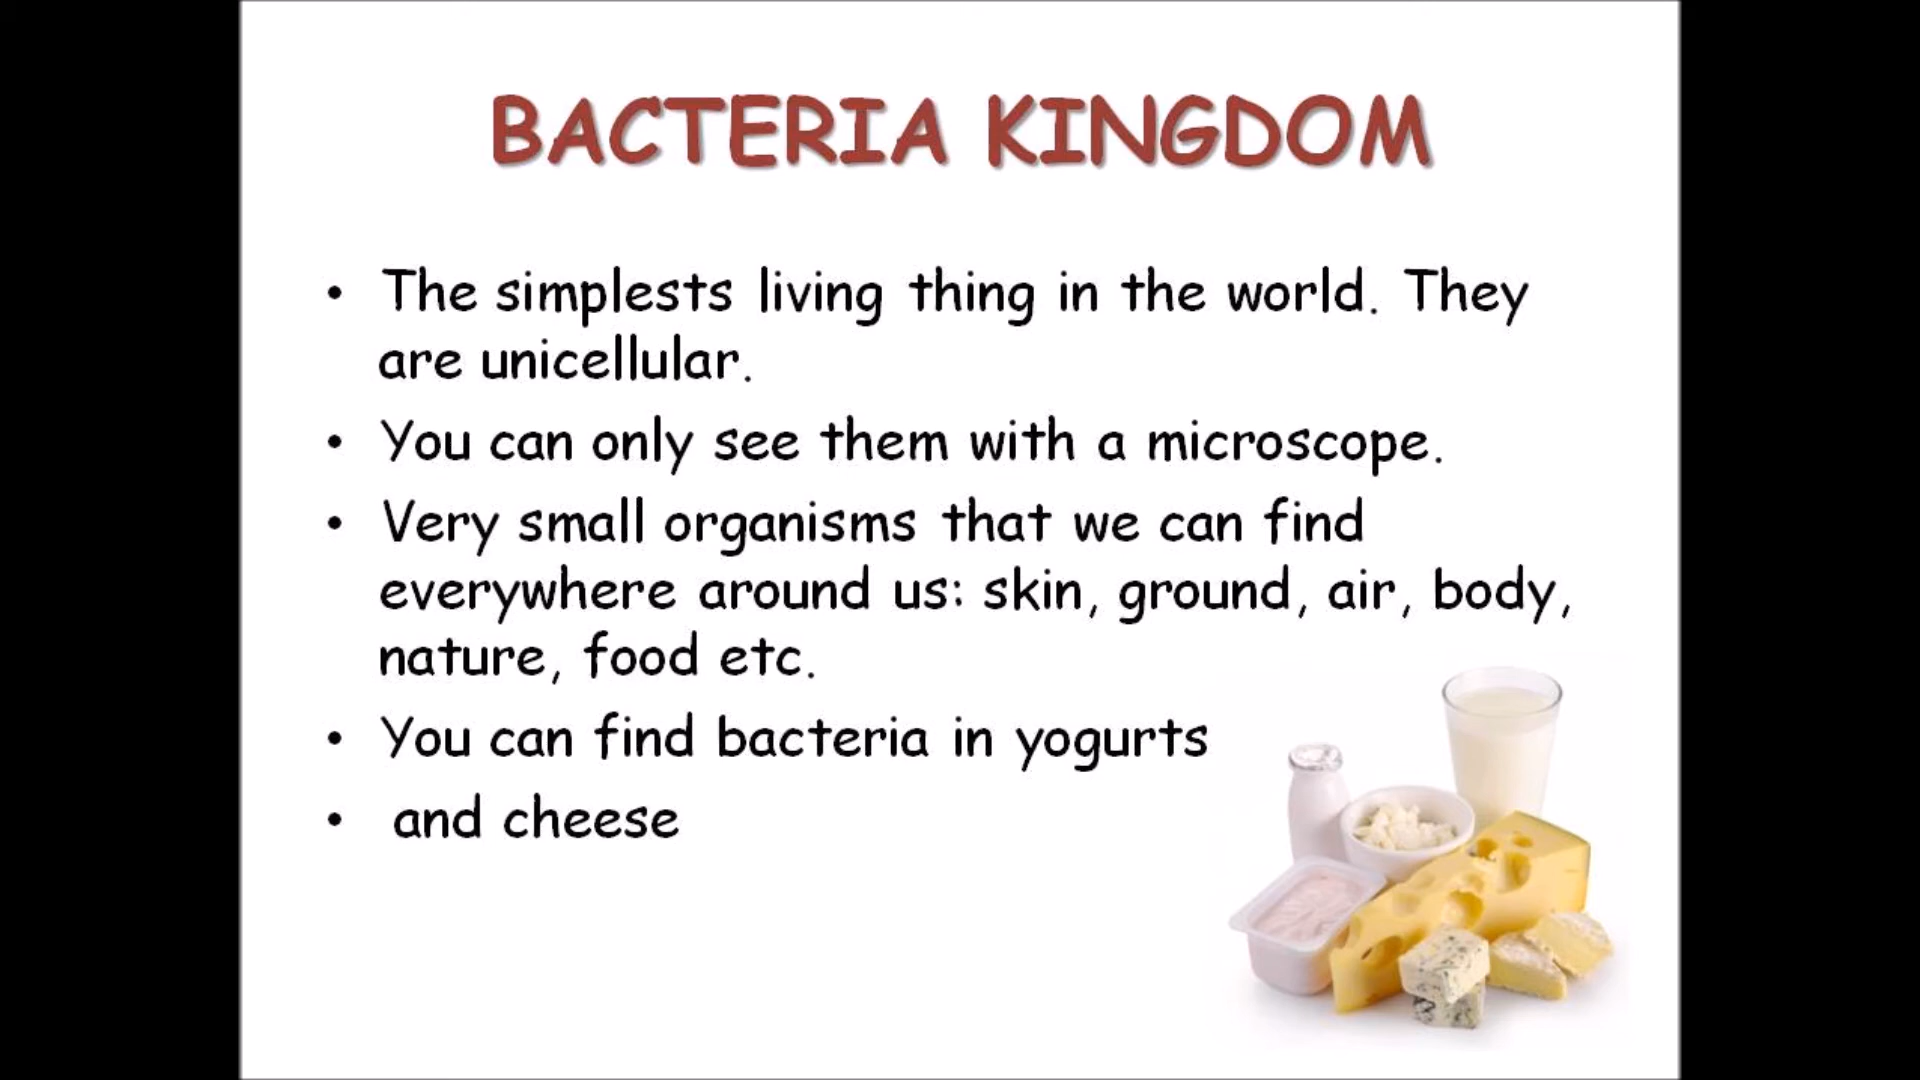 BACTERIA KINGDOM
• The simplests living thing in the world. They
are unicellular.
• You can only see them with a microscope.
• Very small organisms that we can find
everywhere around us: skin, ground, air, body,
nature, food etc.
• You can find bacteria in yogurts
• and cheese